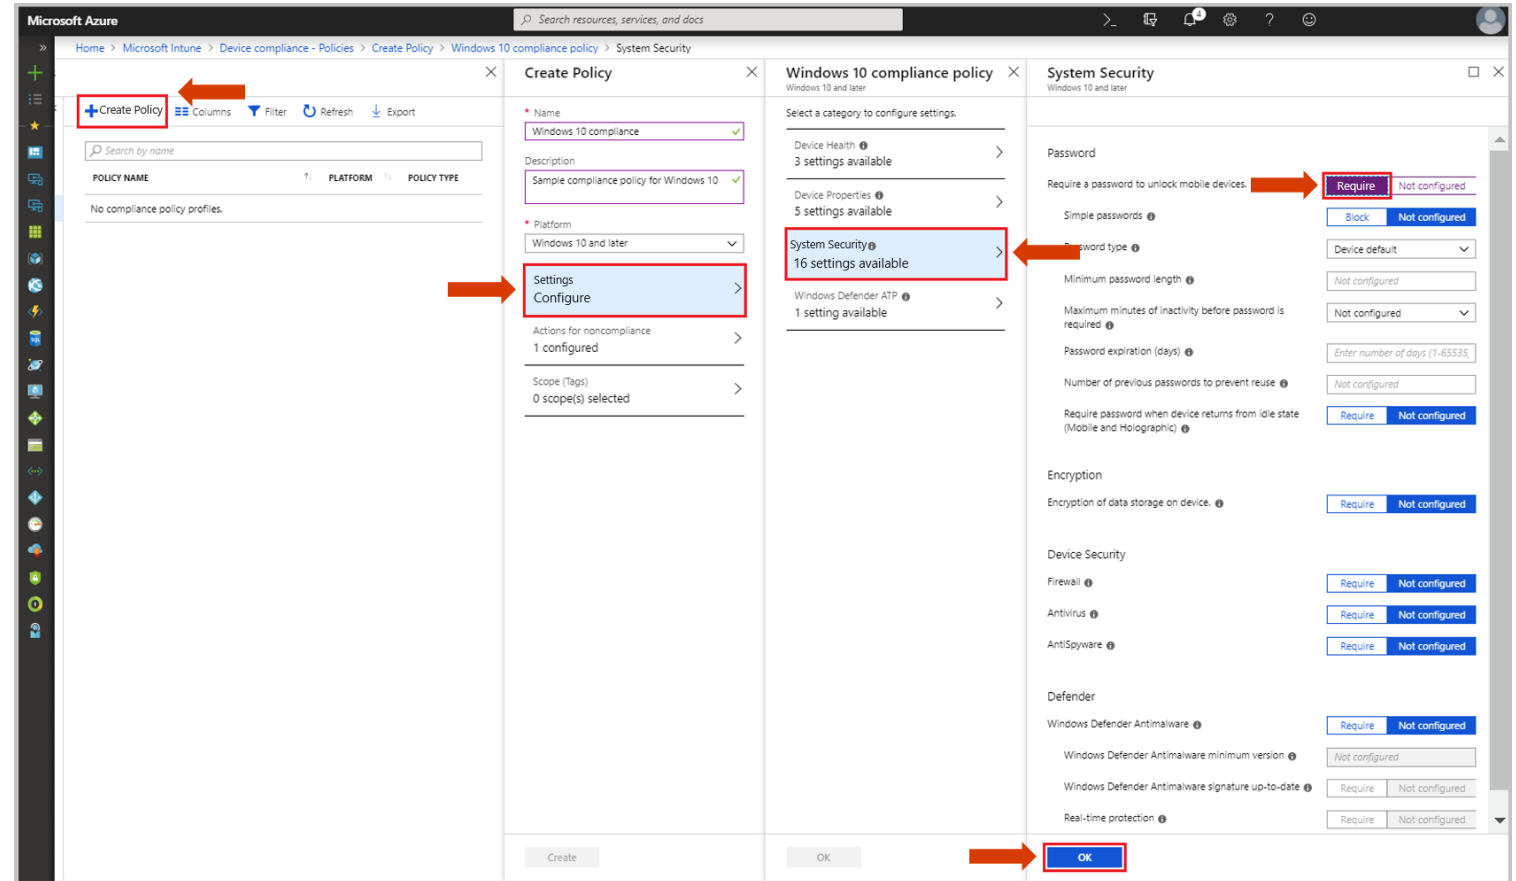 Microsoft Azure
Search resources, services, and docs
4
Home > Microsoft Intune > Device compliance - Policies > Create Policy > Windows 10 compliance policy > System Security
Create Policy
Columns
Filter
Refresh
Export
Search by name
POLICY NAME
PLATFORM
POLICY TYPE
No compliance policy profiles.
Create Policy
* Name
Windows 10 compliance
Description
Sample compliance policy for Windows 10
* Platform
Windows 10 and later
Settings
Configure
Actions for noncompliance
1 configured
Scope (Tags)
0 scope(s) selected
Create
Windows 10 compliance policy
Windows 10 and later
Select a category to configure settings.
Device Health
3 settings available
Device Properties
5 settings available
System Security
16 settings available
Windows Defender ATP
1 setting available
OK
System Security
Windows 10 and later
Password
Require a password to unlock mobile devices.
Require
Not configured
Simple passwords
Block
Not configured
type
Device default
Minimum password length
Not configured
Maximum minutes of inactivity before password is
required
Not configured
Password expiration (days)
Enter number of days (1-65535,
Number of previous passwords to prevent reuse
Not configured
Require password when device returns from idle state
(Mobile and Holographic)
Require
Not configured
Encryption
Encryption of data storage on device.
Require
Not configured
Device Security
Firewall
Require
Not configured
Antivirus
Require
Not configured
AntiSpyware
Require
Not configured
Defender
Windows Defender Antimalware
Require
Not configured
Windows Defender Antimalware minimum version
Not configured
Windows Defender Antimalware signature up-to-date
Require
Not configured
Real-time protection
Require
Not configured
OK